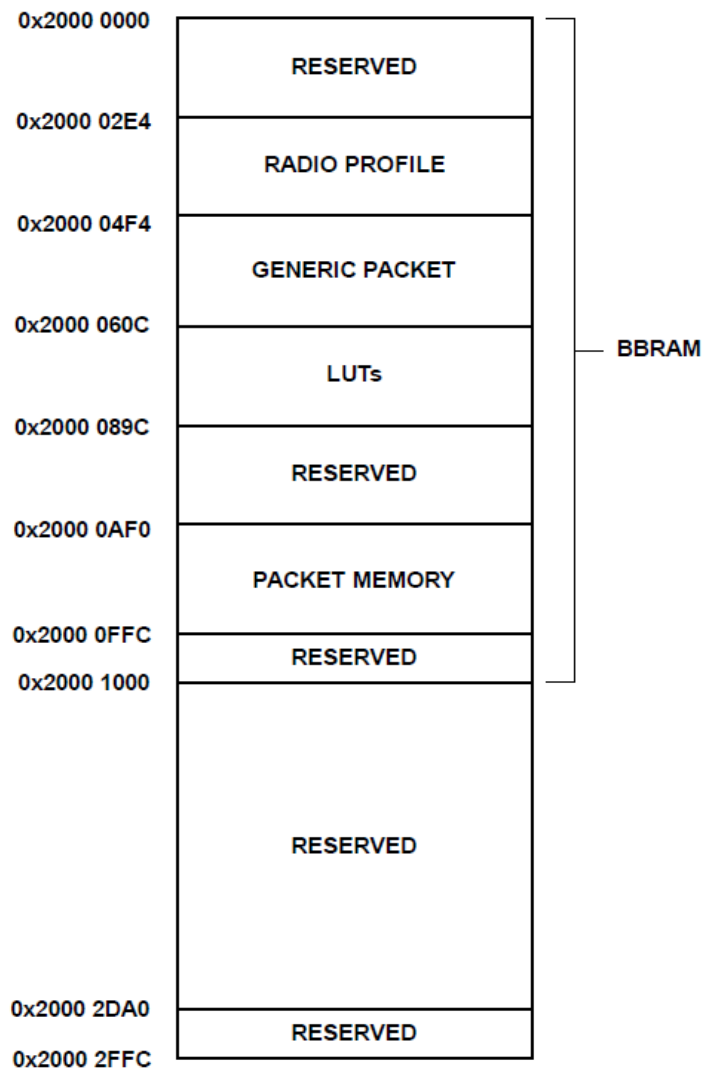 0x2000 0000
RESERVED
0x2000 02E4
RADIO PROFILE
0x2000 04F4
GENERIC PACKET
0x2000 060C
LUTs
BBRAM
0x2000 089C
RESERVED
0x2000 0AF0
PACKET MEMORY
0x2000 0FFC
RESERVED
0x2000 1000
RESERVED
0x2000 2DA0
RESERVED
0x2000 2FFC